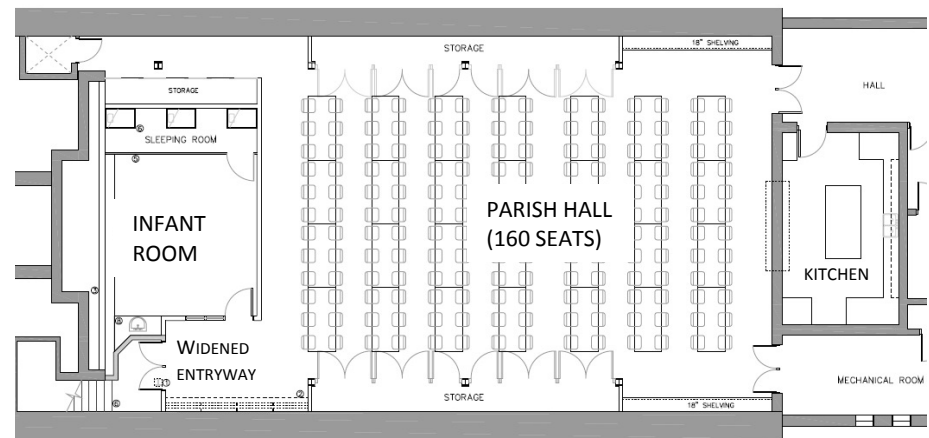 STORAGE
18" SHELVING
STORAGE
HALL
SLEEPING ROOM
INFANT
ROOM
PARISH HALL
(160 SEATS)
KITCHEN
WIDENED
ENTRYWAY
STORAGE
18" SHELVING
MECHANICAL ROOM